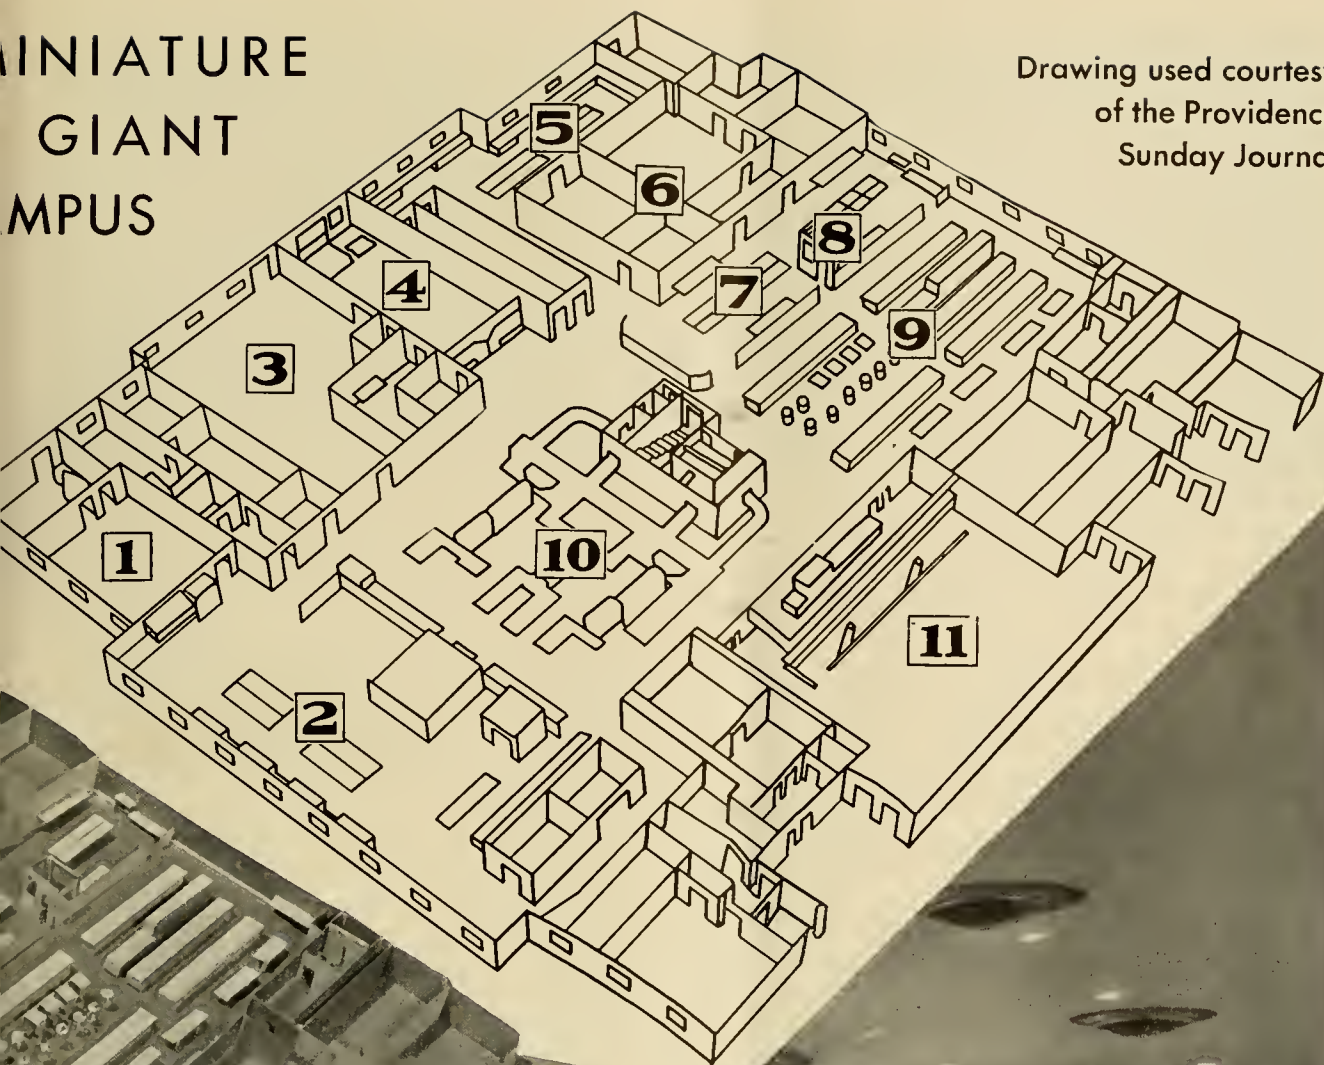 MINIATURE
GIANT
MPUS
Drawing used courtes
of the Providenc
Sunday Journa
5
6
8
7
4
9
3
1
10
11
2